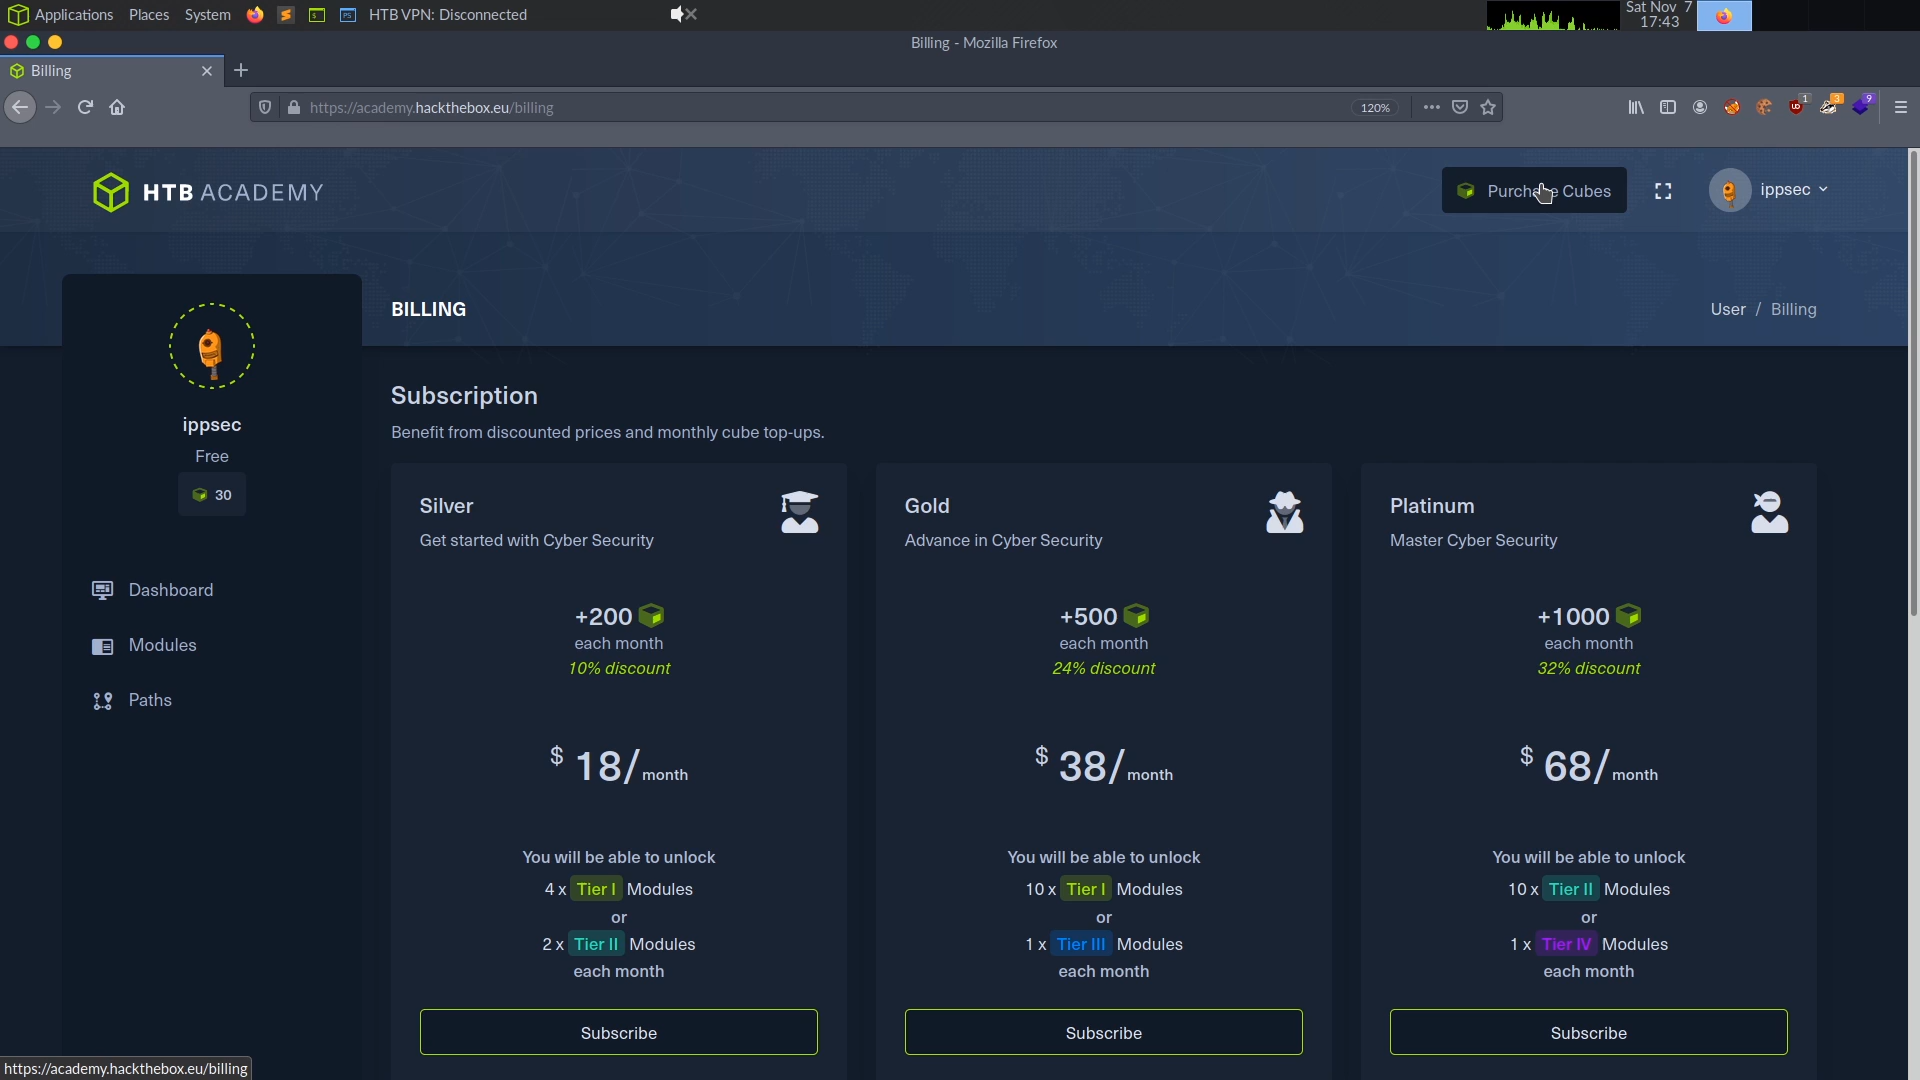 Applications Places System HTB VPN: Disconnected Sat Nov 7
17:43
Billing - Mozilla Firefox
Billing
https://academy.hackthebox.eu/billing 120% 1 3 9
HTB ACADEMY Purchase Cubes ippsec
BILLING User / Billing
ippsec
Free
30
Dashboard
Modules
Paths
Subscription
Benefit from discounted prices and monthly cube top-ups.
Silver
Get started with Cyber Security
+200
each month
10% discount
$ 18/month
You will be able to unlock
4 x Tier I Modules
or
2 x Tier II Modules
each month
Subscribe
Gold
Advance in Cyber Security
+500
each month
24% discount
$ 38/month
You will be able to unlock
10 x Tier I Modules
or
1 x Tier III Modules
each month
Subscribe
Platinum
Master Cyber Security
+1000
each month
32% discount
$ 68/month
You will be able to unlock
10 x Tier II Modules
or
1 x Tier IV Modules
each month
Subscribe
https://academy.hackthebox.eu/billing